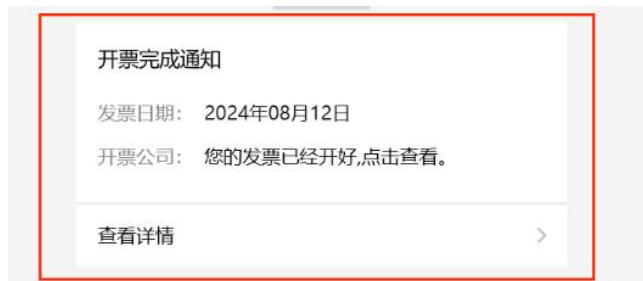 开票完成通知
发票日期： 2024年08月12日
开票公司： 您的发票已经开好,点击查看。
查看详情